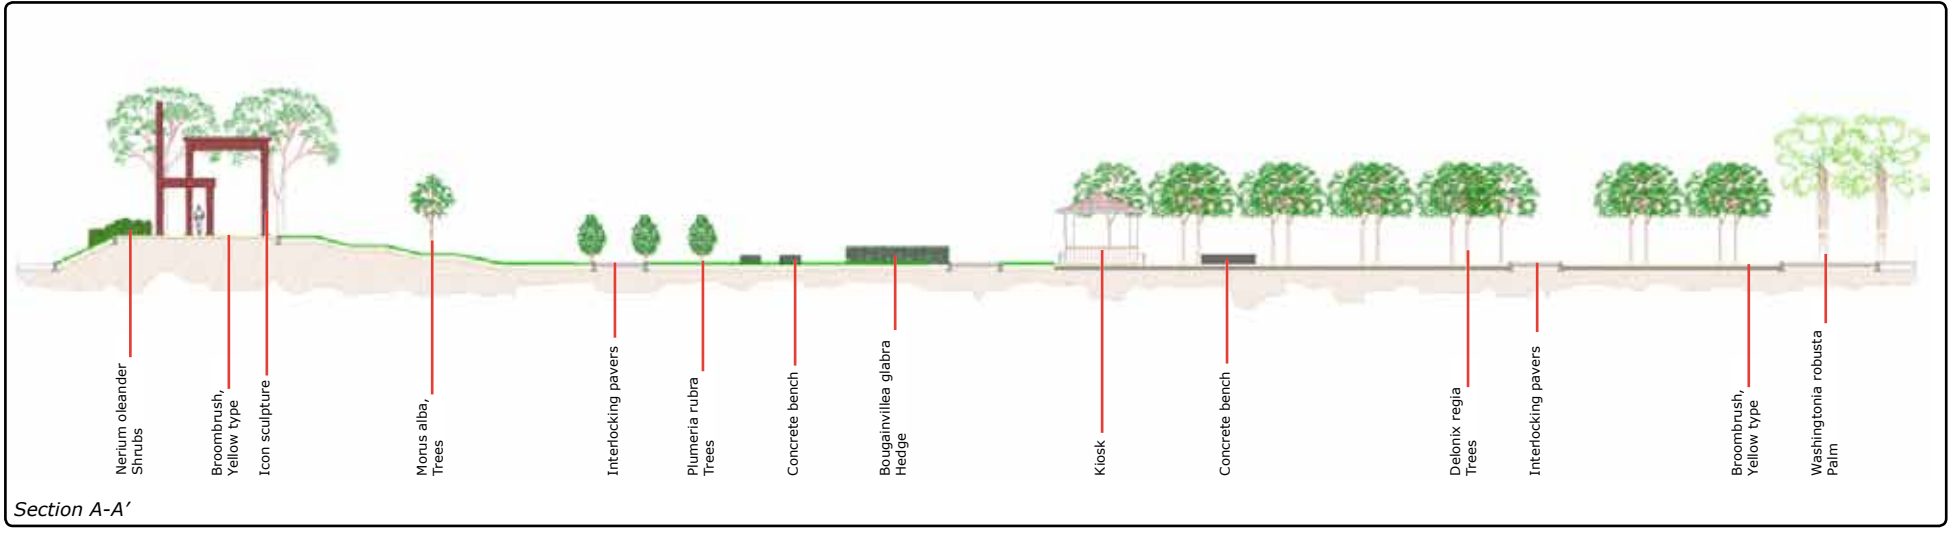 Nerium oleander
Shrubs
Broombrush,
Yellow type
Icon sculpture
Morus alba,
Trees
Interlocking pavers
Plumeria rubra
Trees
Concrete bench
Bougainvillea glabra
Hedge
Kiosk
Concrete bench
Delonix regia
Trees
Interlocking pavers
Broombrush,
Yellow type
Washingtonia robusta
Palm
Section A-A’